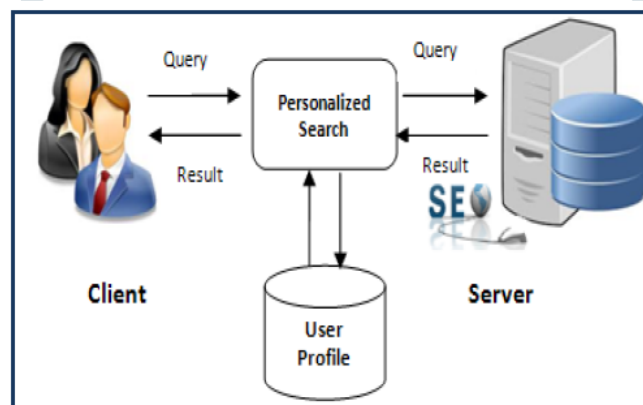 Query
Query
Personalized
Search
Result
Result
SEO
Client
Server
User
Profile